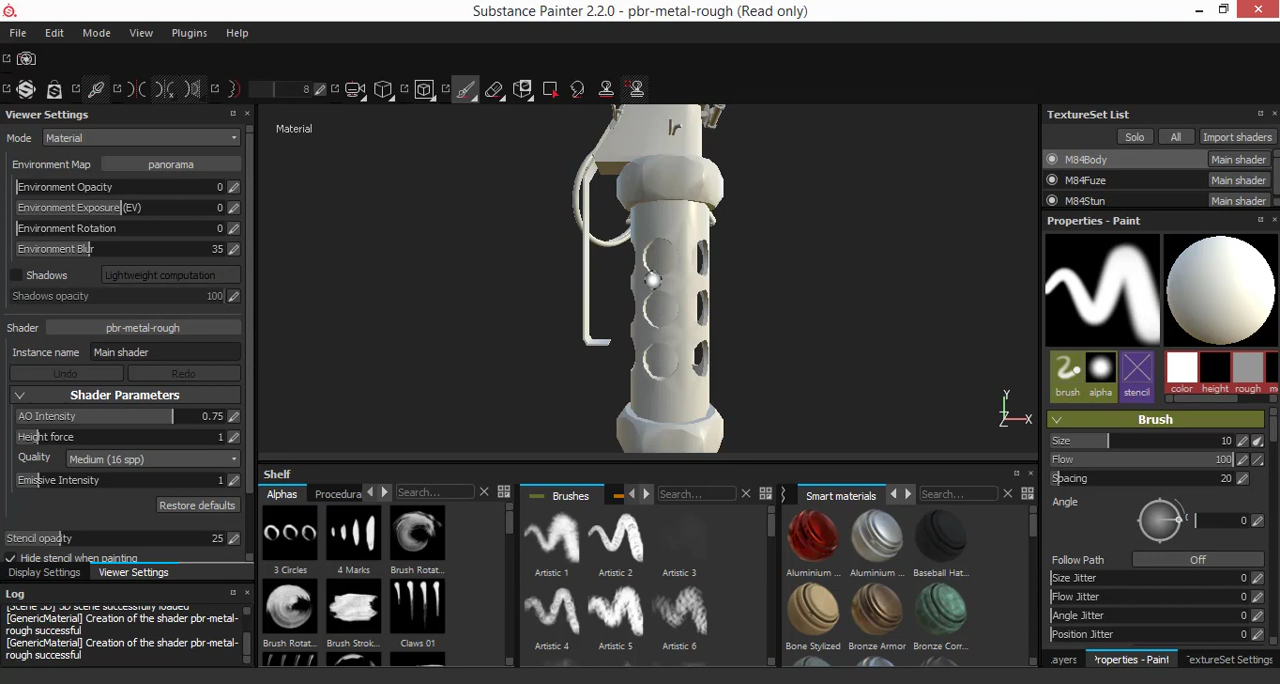 Substance Painter 2.2.0 - pbr-metal-rough (Read only)
File Edit Mode View Plugins Help
8
Viewer Settings
Mode Material
Environment Map panorama
Environment Opacity 0
Environment Exposure (EV) 0
Environment Rotation 0
Environment Blur 35
Shadows Lightweight computation
Shadows opacity 100
Shader pbr-metal-rough
Instance name Main shader
Undo Redo
Shader Parameters
AO Intensity 0.75
Height force 1
Quality Medium (16 spp)
Emissive Intensity 1
Restore defaults
Stencil opacity 25
Hide stencil when painting
Display Settings Viewer Settings
Log
[Scene 3D] 3D scene successfully loaded
[GenericMaterial] Creation of the shader pbr-metal-
rough successful
[GenericMaterial] Creation of the shader pbr-metal-
rough successful
Material
Y
X
Z
Shelf
Alphas Procedura Search...
3 Circles 4 Marks Brush Rotat...
Brush Rotat... Brush Strok... Claws 01
Brushes Search...
Artistic 1 Artistic 2 Artistic 3
Artistic 4 Artistic 5 Artistic 6
Smart materials Search...
Aluminium ... Aluminium ... Baseball Hat...
Bone Stylized Bronze Armor Bronze Corr...
TextureSet List
Solo All Import shaders
M84Body Main shader
M84Fuze Main shader
M84Stun Main shader
Properties - Paint
brush alpha stencil color height rough m
Brush
Size 10
Flow 100
Spacing 20
Angle 0
Follow Path Off
Size Jitter 0
Flow Jitter 0
Angle Jitter 0
Position Jitter 0
ayers Properties - Paint TextureSet Settings